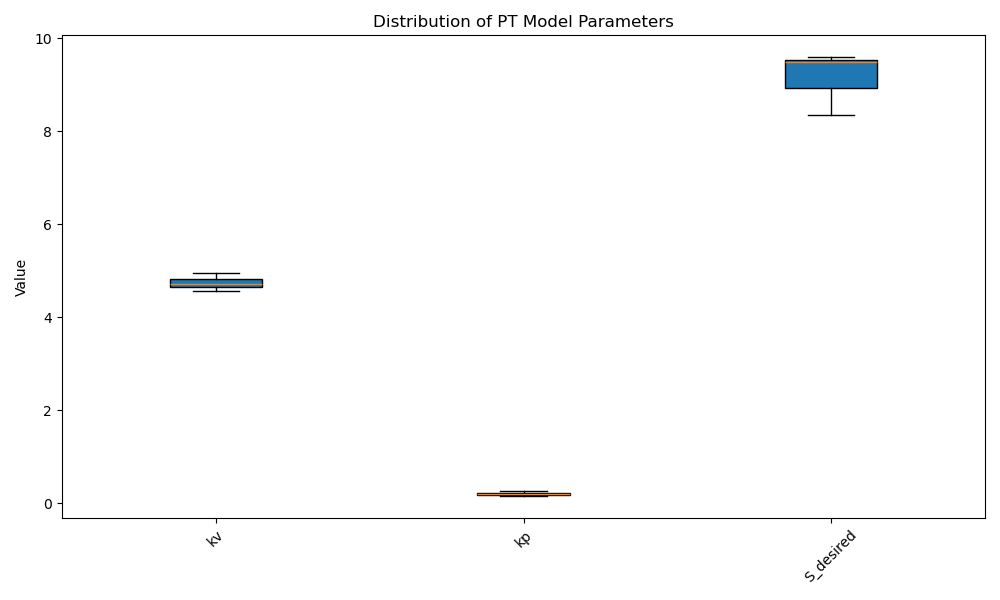 Distribution of PT Model Parameters
10
8
6
4
2
0
Value
kv
kp
S_desired